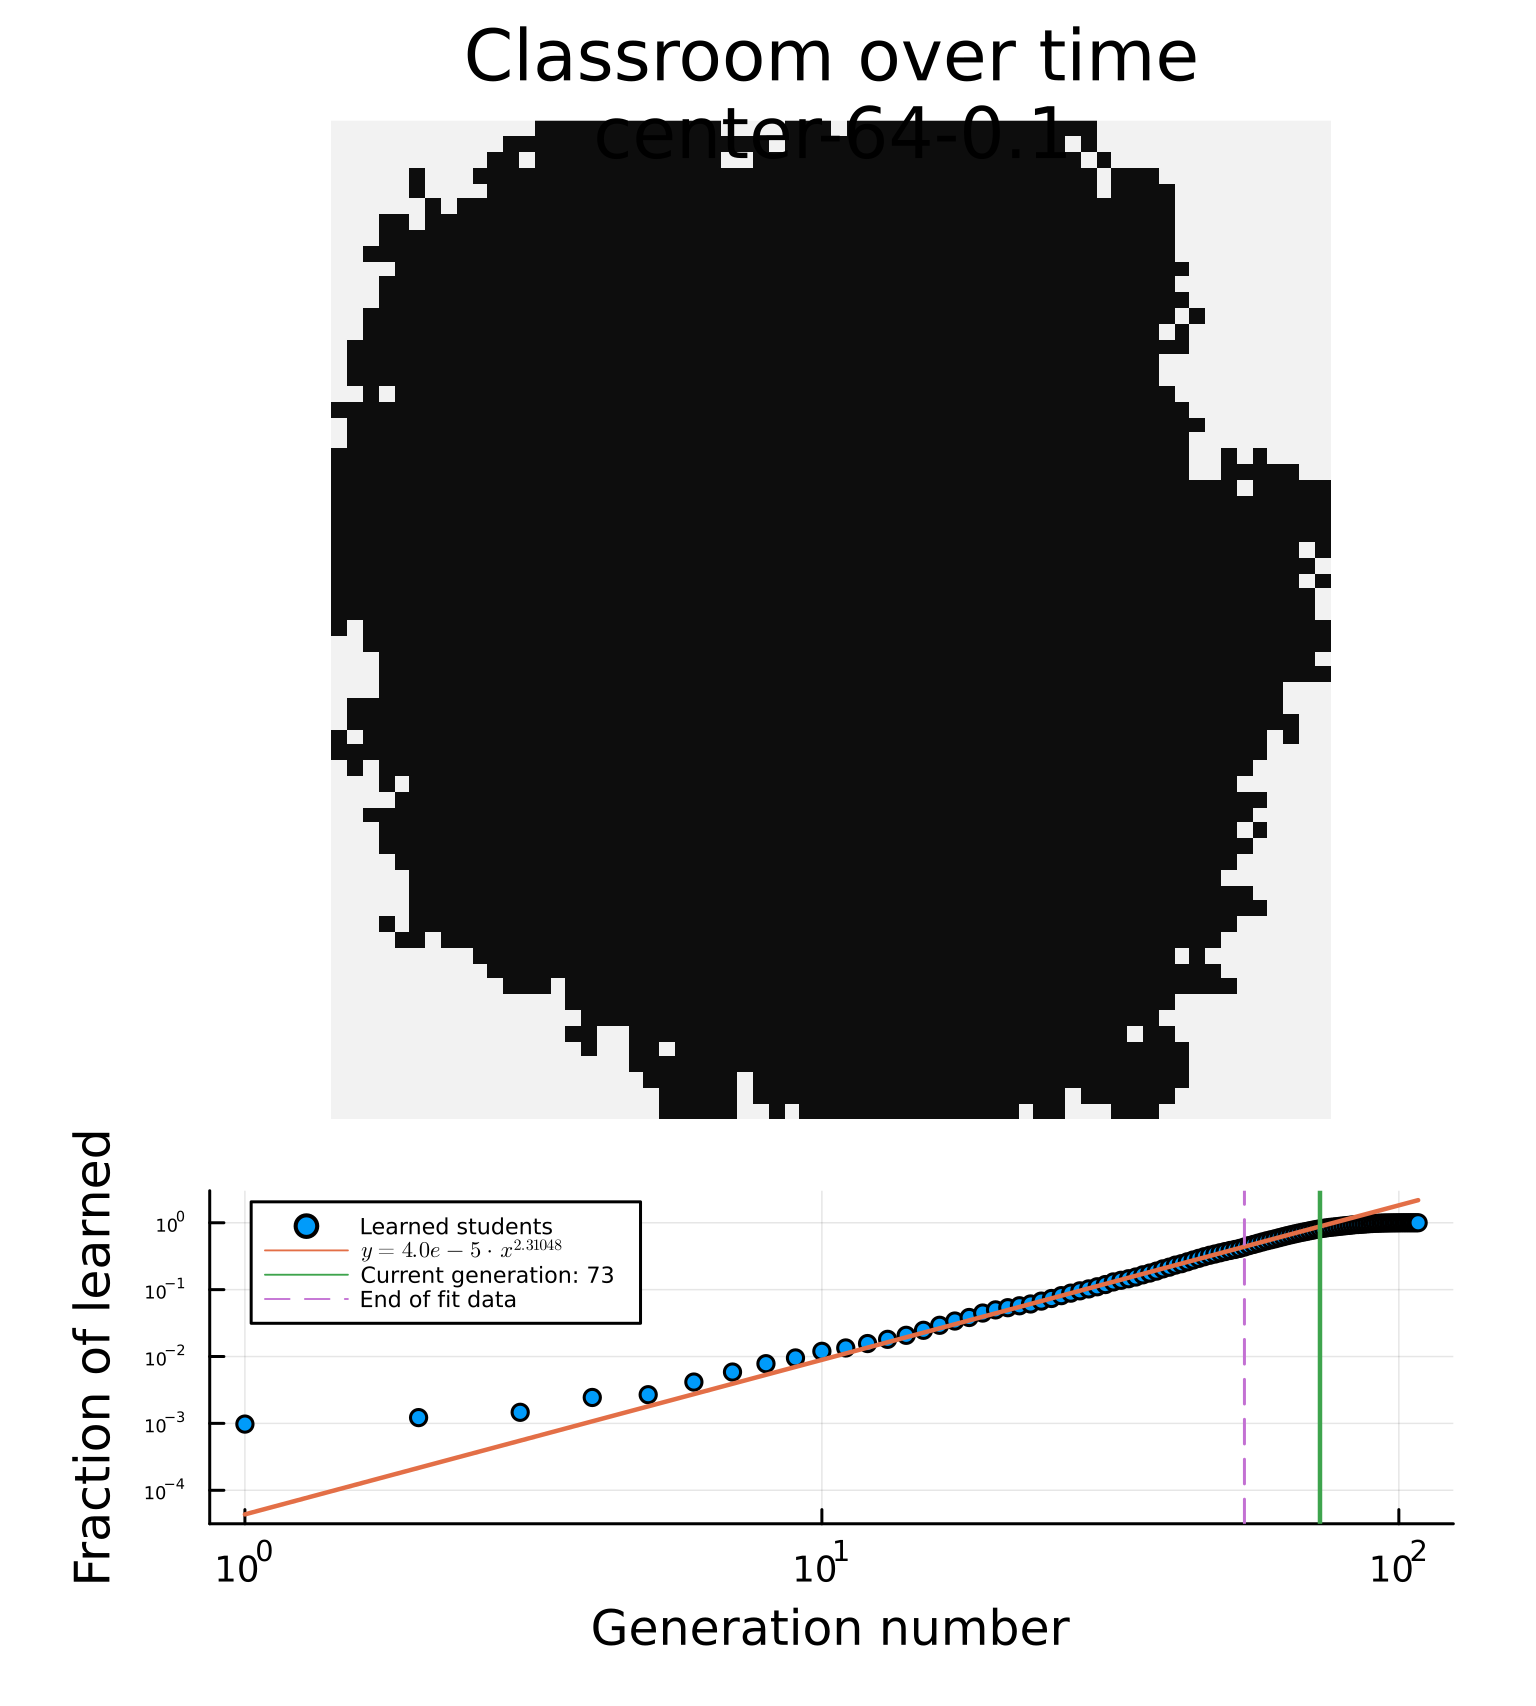 Classroom over time
center-64-0.1
Fraction of learned
Learned students
y = 4.0e − 5 · x^2.31048
Current generation: 73
End of fit data
10^0
10^−1
10^−2
10^−3
10^−4
10^0 10^1 10^2
Generation number